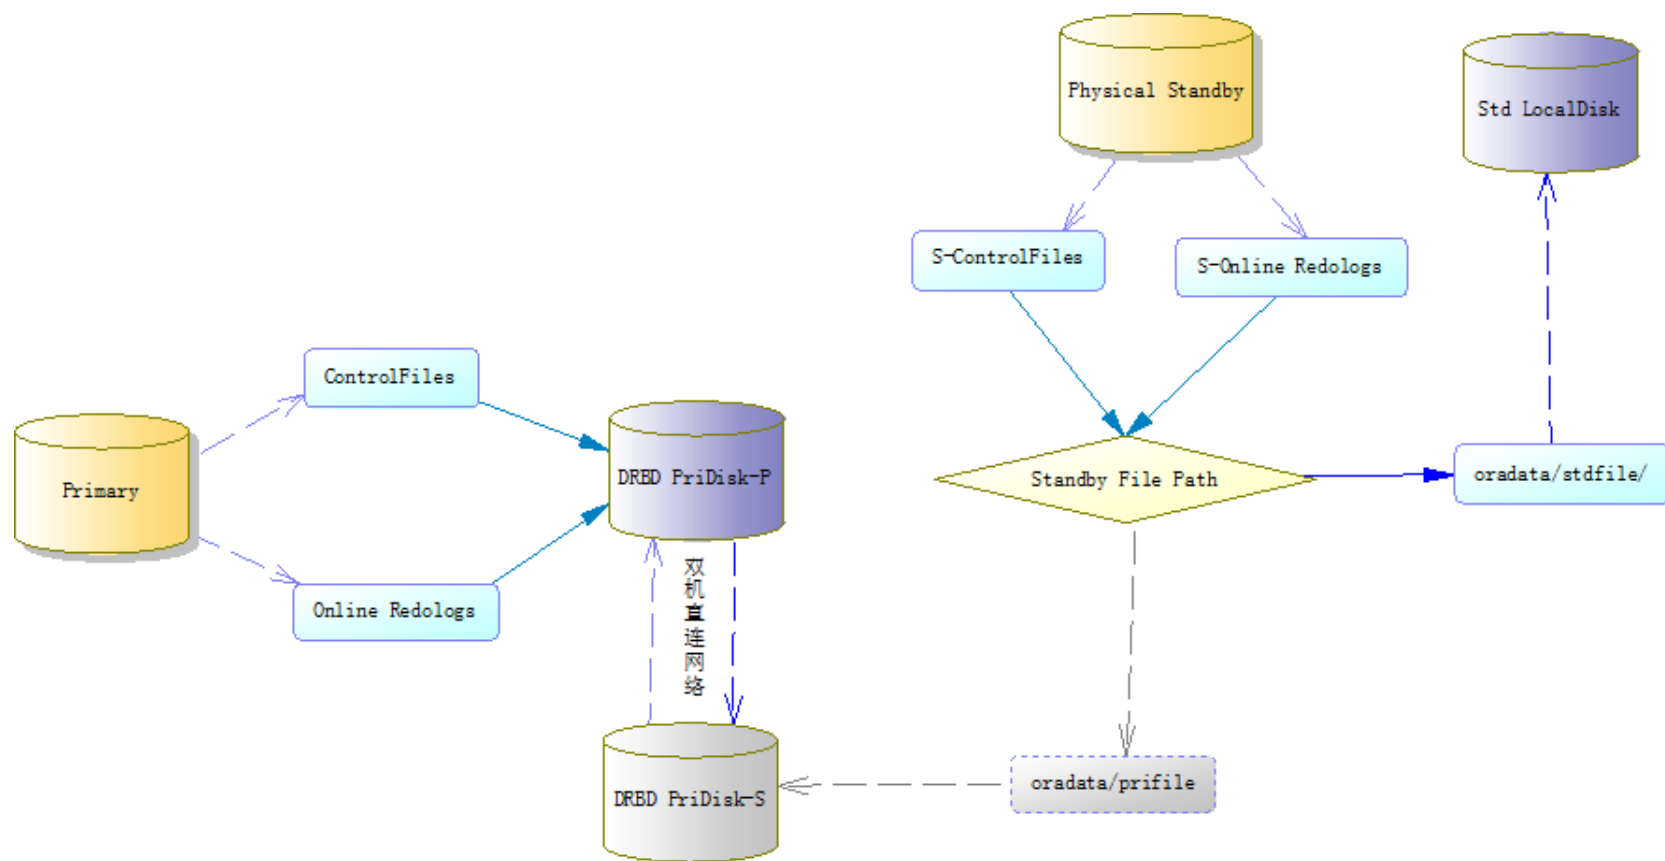 Physical Standby
Std LocalDisk
S-ControlFiles
S-Online Redologs
ControlFiles
Primary
DRBD PriDisk-P
Standby File Path
oradata/stdfile/
Online Redologs
双机直连网络
oradata/prifile
DRBD PriDisk-S